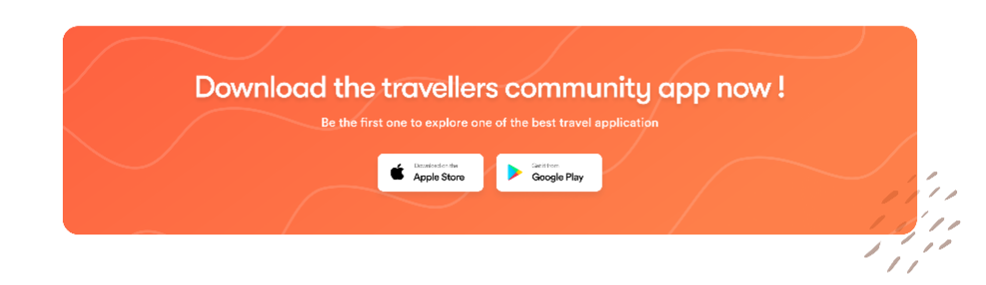 Download the travellers community app now !
Be the first one to explore one of the best travel application
Download on the
Apple Store
Get it from
Google Play